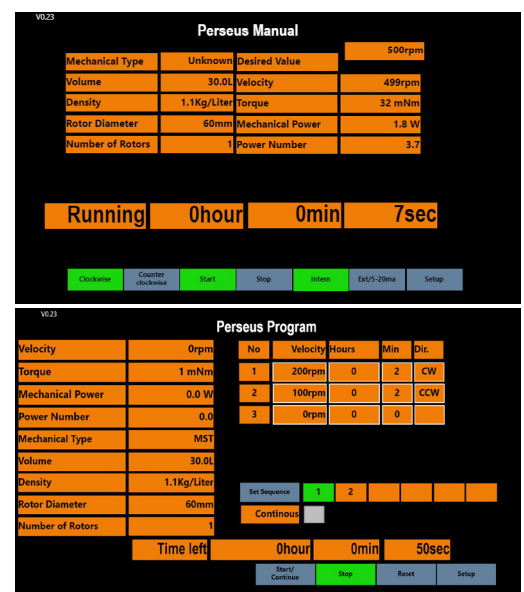 V0.23
Perseus Manual
500rpm
Mechanical Type Unknown Desired Value
Volume 30.0L Velocity 499rpm
Density 1.1Kg/Liter Torque 32 mNm
Rotor Diameter 60mm Mechanical Power 1.8 W
Number of Rotors 1 Power Number 3.7
Running 0hour 0min 7sec
Clockwise Counter clockwise Start Stop Intern Ext/5-20ma Setup
V0.23
Perseus Program
Velocity 0rpm No Velocity Hours Min Dir.
Torque 1 mNm 1 200rpm 0 2 CW
Mechanical Power 0.0 W 2 100rpm 0 2 CCW
Power Number 0.0 3 0rpm 0 0
Mechanical Type MST
Volume 30.0L
Density 1.1Kg/Liter Set Sequence 1 2
Rotor Diameter 60mm Continous
Number of Rotors 1
Time left 0hour 0min 50sec
Start/ Continue Stop Reset Setup